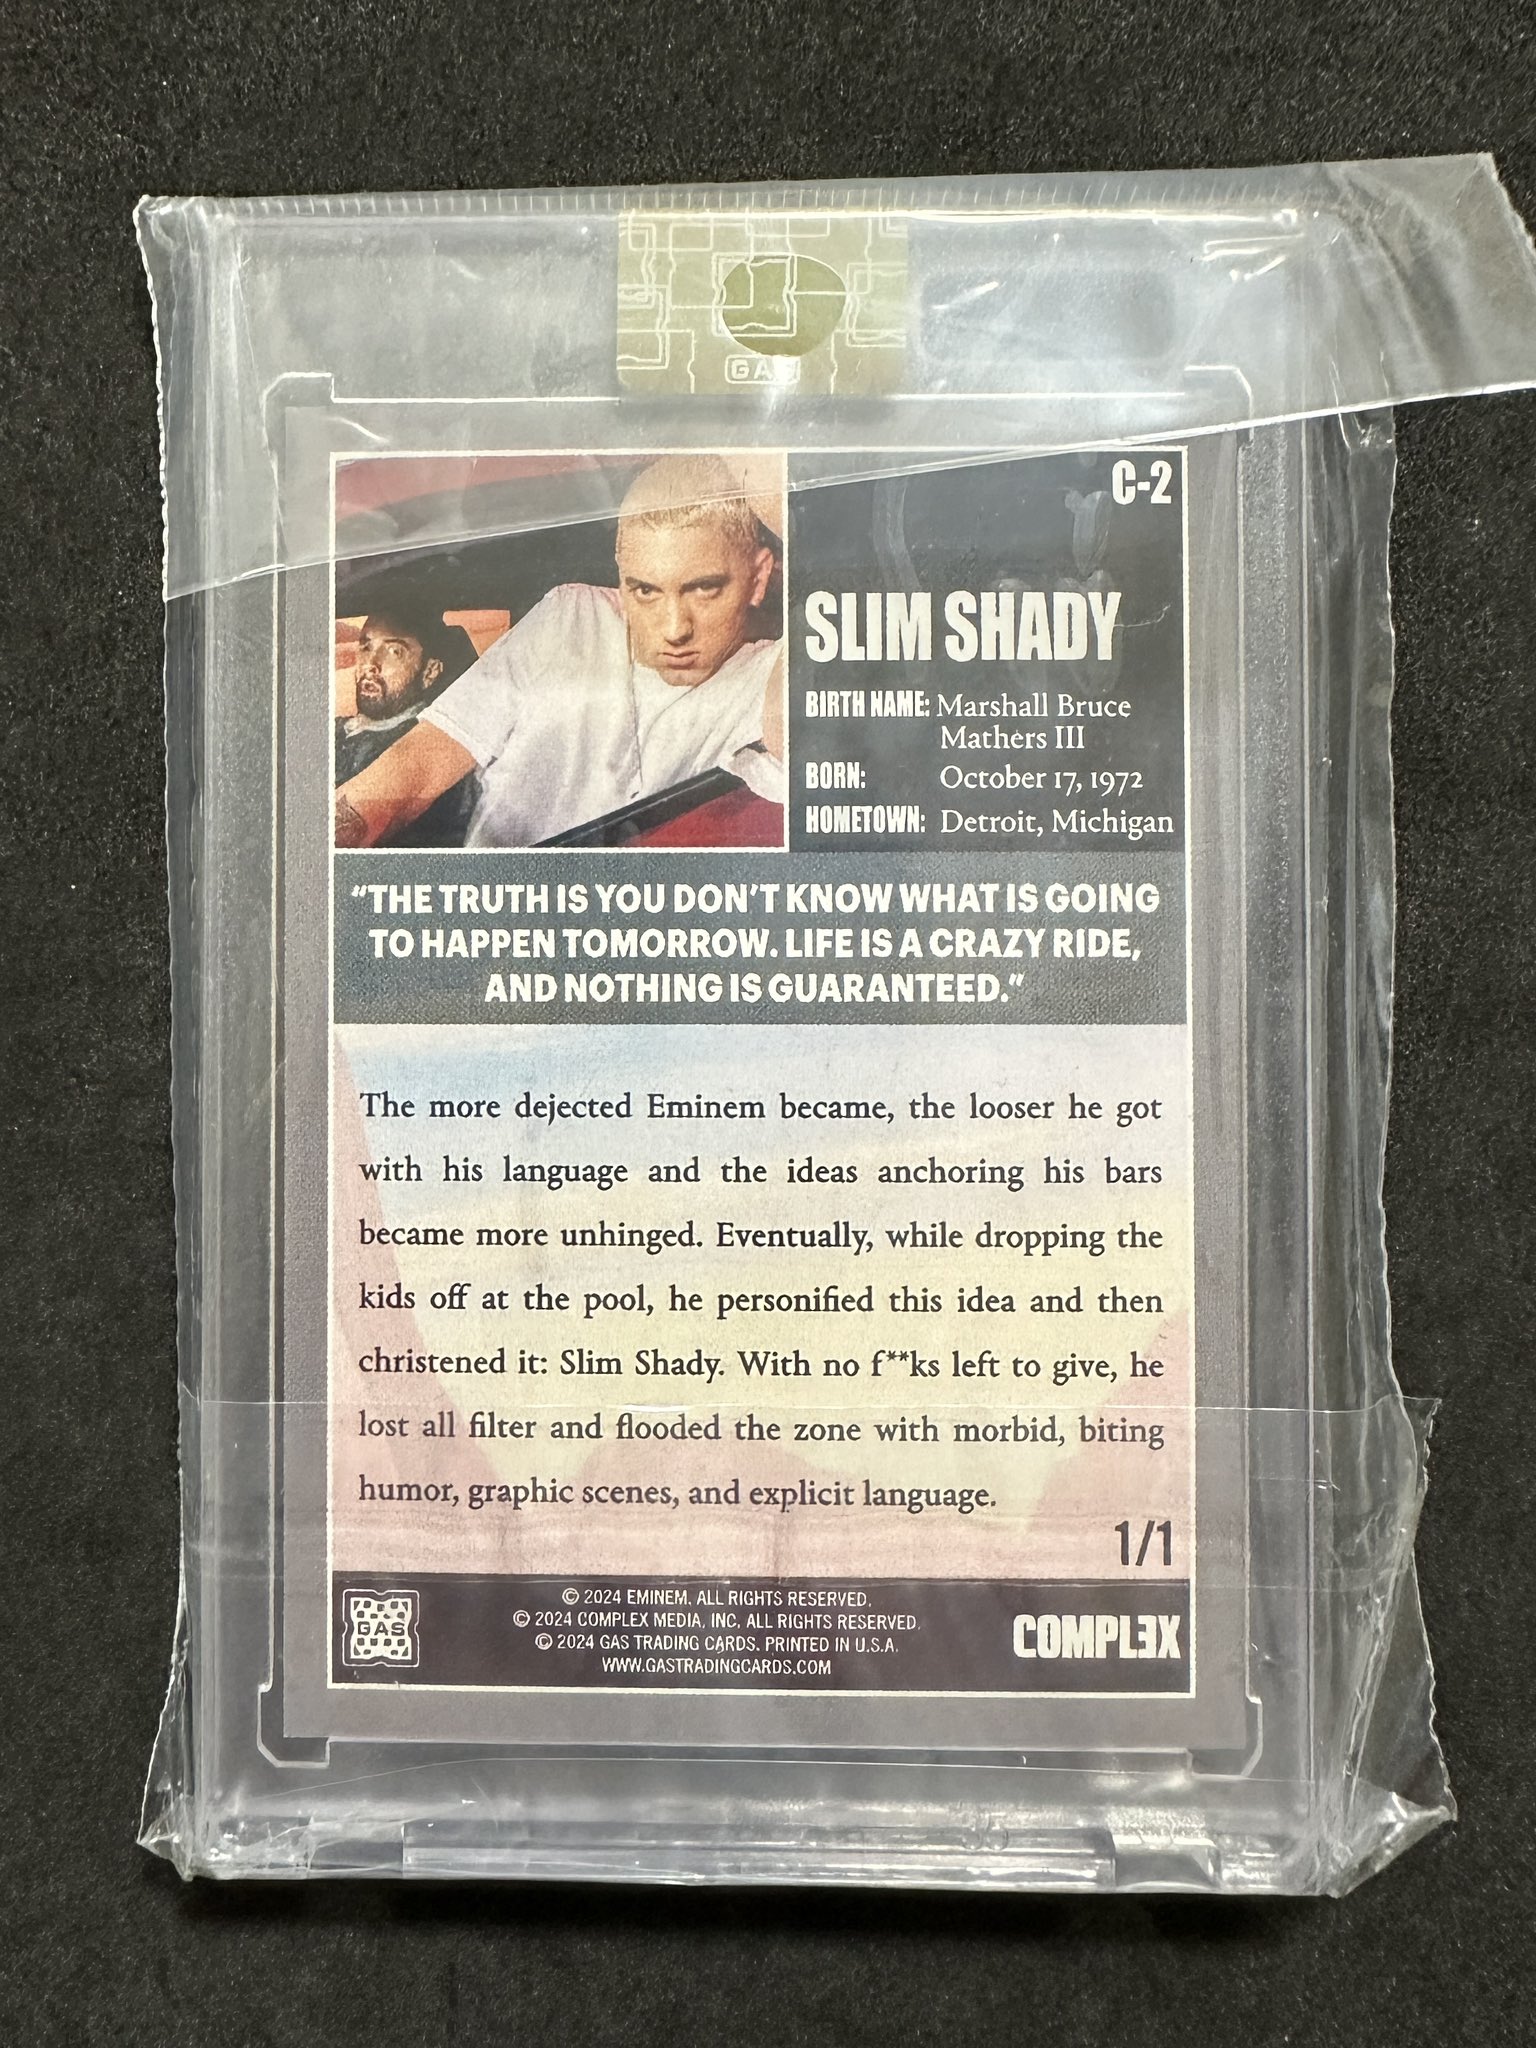 GAS
C-2
SLIM SHADY
BIRTH NAME: Marshall Bruce
Mathers III
BORN: October 17, 1972
HOMETOWN: Detroit, Michigan
“THE TRUTH IS YOU DON’T KNOW WHAT IS GOING
TO HAPPEN TOMORROW. LIFE IS A CRAZY RIDE,
AND NOTHING IS GUARANTEED.”
The more dejected Eminem became, the looser he got
with his language and the ideas anchoring his bars
became more unhinged. Eventually, while dropping the
kids off at the pool, he personified this idea and then
christened it: Slim Shady. With no f**ks left to give, he
lost all filter and flooded the zone with morbid, biting
humor, graphic scenes, and explicit language.
1/1
GAS
© 2024 EMINEM. ALL RIGHTS RESERVED.
© 2024 COMPLEX MEDIA, INC. ALL RIGHTS RESERVED.
© 2024 GAS TRADING CARDS. PRINTED IN U.S.A.
WWW.GASTRADINGCARDS.COM
COMPLEX